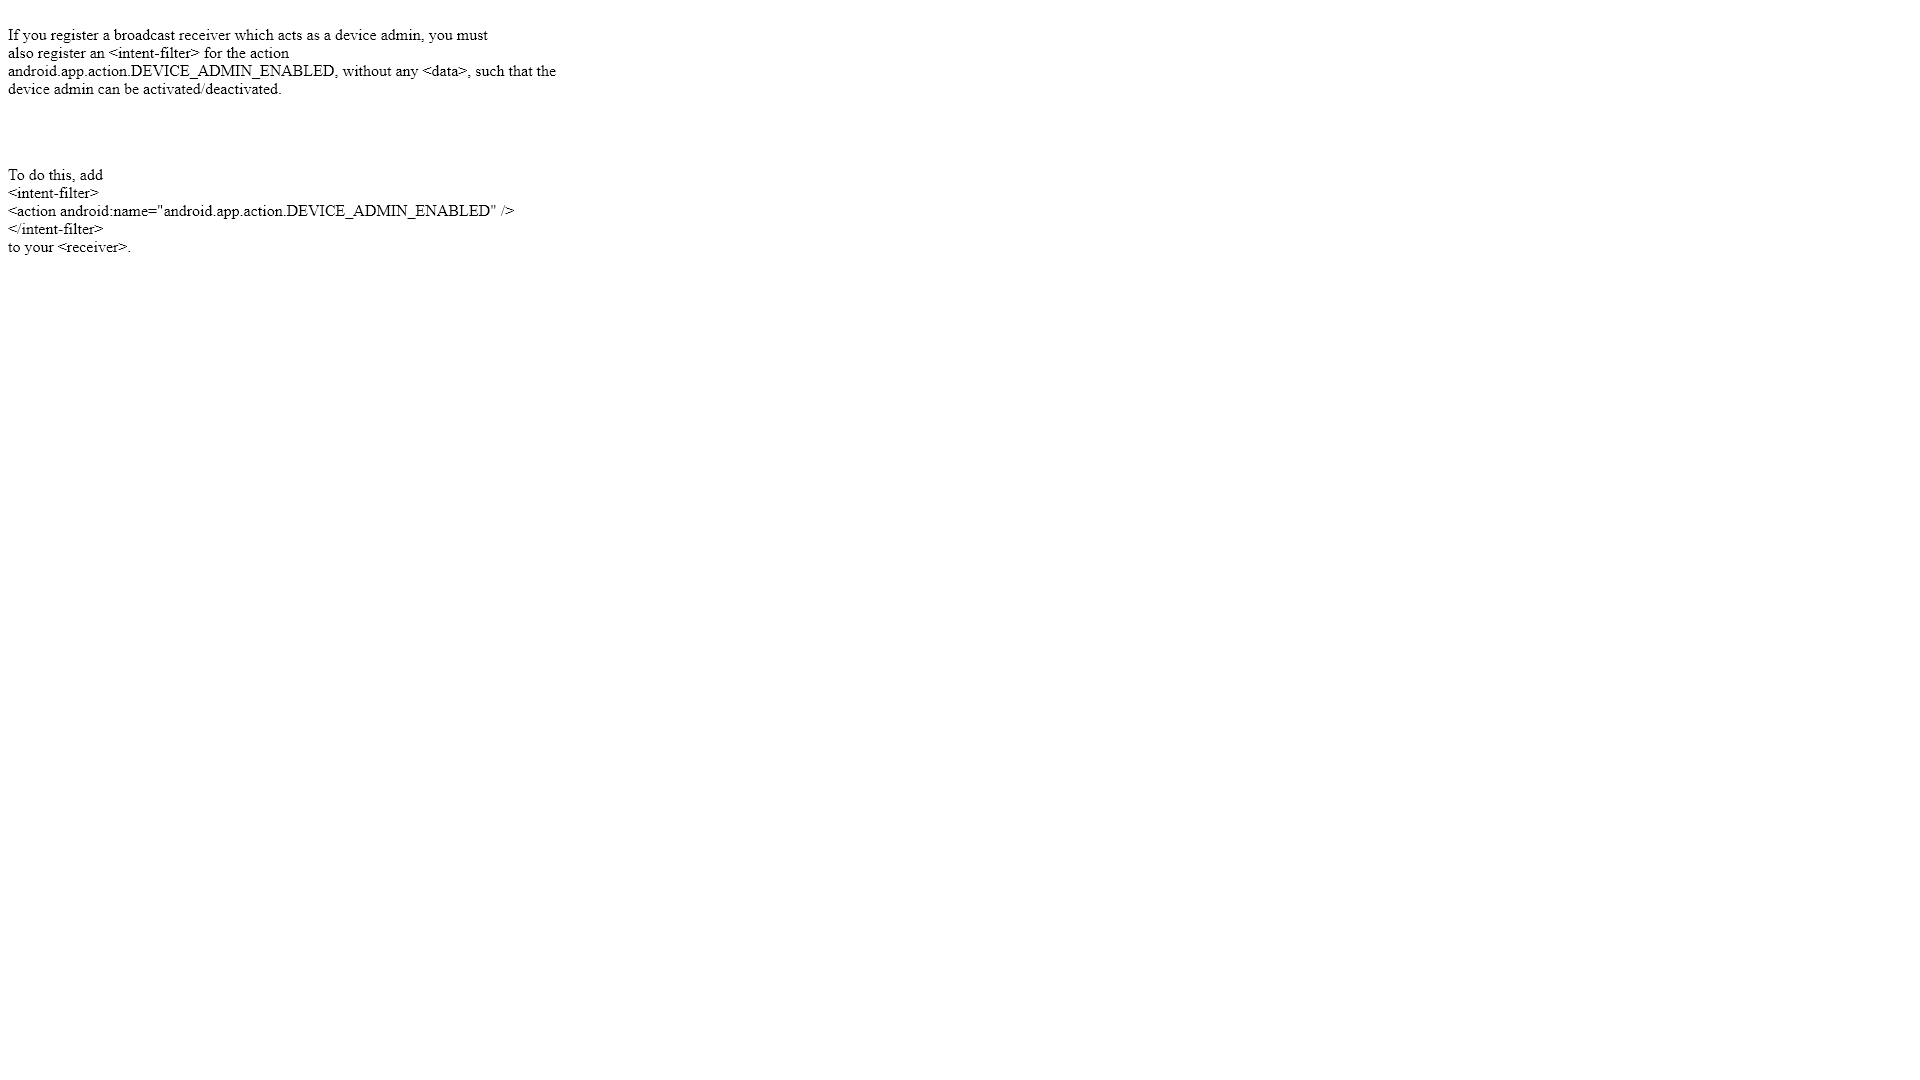 If you register a broadcast receiver which acts as a device admin, you must
also register an <intent-filter> for the action
android.app.action.DEVICE_ADMIN_ENABLED, without any <data>, such that the
device admin can be activated/deactivated.
To do this, add
<intent-filter>
<action android:name="android.app.action.DEVICE_ADMIN_ENABLED" />
</intent-filter>
to your <receiver>.